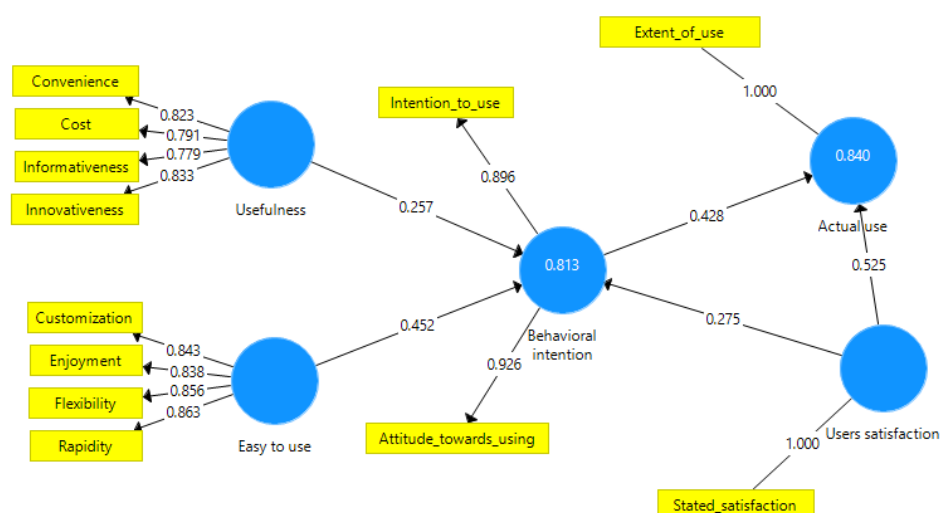 Extent_of_use
Convenience
0.823
Cost
0.791
Informativeness
0.779
Innovativeness
0.833
Usefulness
Intention_to_use
0.896
1.000
0.840
Actual use
0.257
0.428
0.813
Behavioral
intention
0.525
Customization
0.843
Enjoyment
0.838
Flexibility
0.856
Rapidity
0.863
Easy to use
0.452
0.275
0.926
Attitude_towards_using
Users satisfaction
1.000
Stated_satisfaction